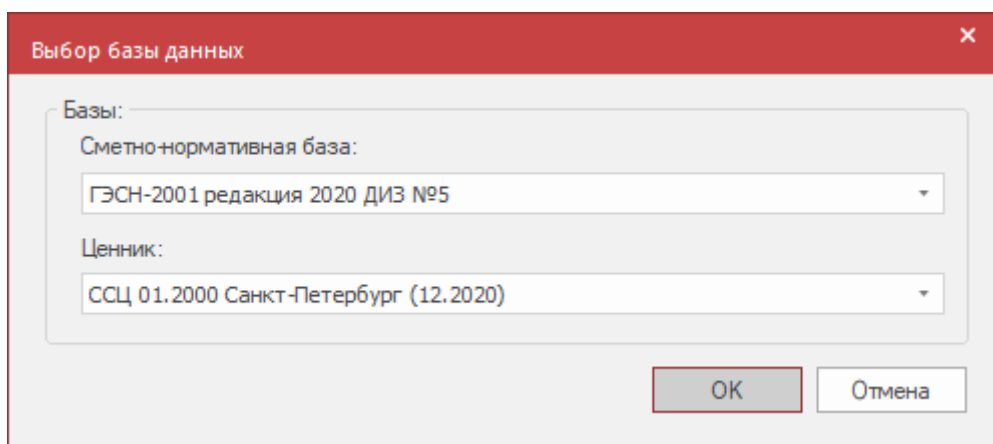 Выбор базы данных
Базы:
Сметно-нормативная база:
ГЭСН-2001 редакция 2020 ДИЗ №5
Ценник:
ССЦ 01.2000 Санкт-Петербург (12.2020)
ОК
Отмена